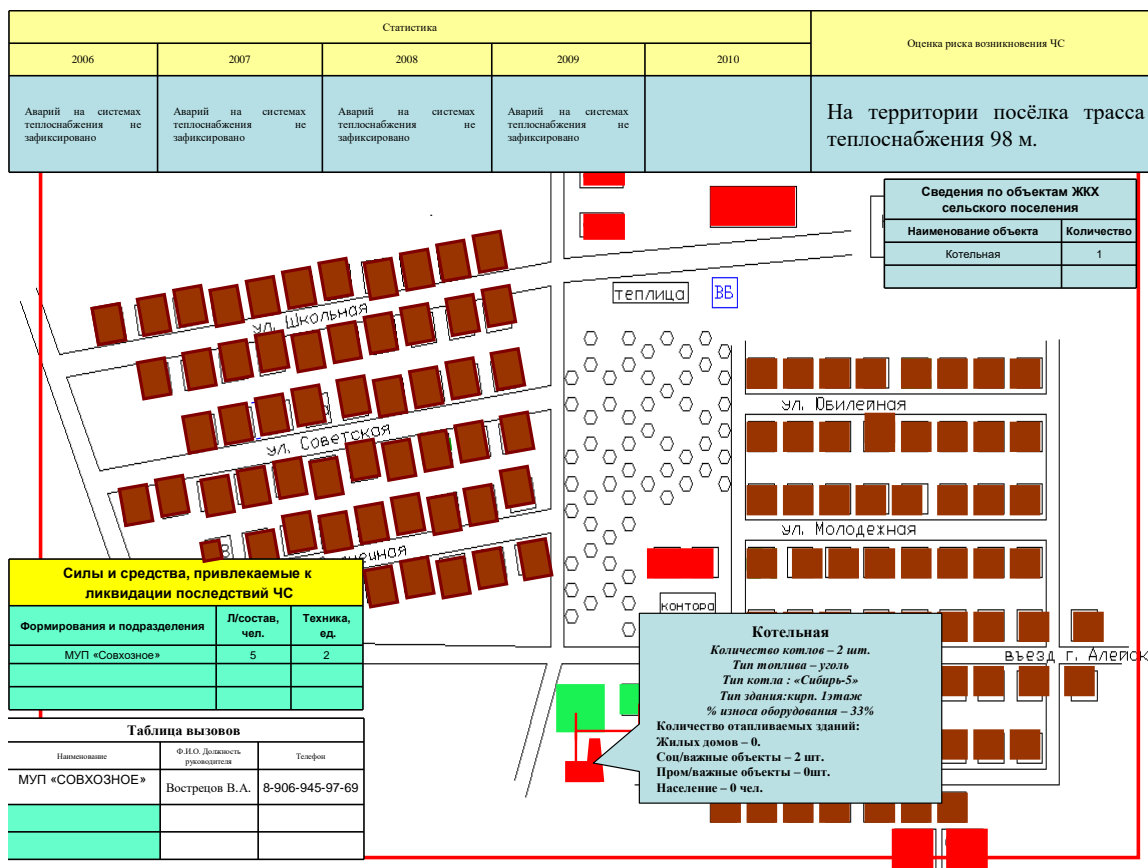 Статистика
Оценка риска возникновения ЧС
2006
2007
2008
2009
2010
Аварий на системах
теплоснабжения не
зафиксировано
Аварий на системах
теплоснабжения не
зафиксировано
Аварий на системах
теплоснабжения не
зафиксировано
Аварий на системах
теплоснабжения не
зафиксировано
На территории посёлка трасса
теплоснабжения 98 м.
Сведения по объектам ЖКХ
сельского поселения
Наименование объекта
Количество
Котельная
1
теплица
ВБ
ул. Школьная
ул. Юбилейная
ул. Советская
ул. Молодежная
Силы и средства, привлекаемые к
ликвидации последствий ЧС
Формирования и подразделения
Л/состав,
чел.
Техника,
ед.
МУП «Совхозное»
5
2
контора
въезд г. Алейск
Котельная
Количество котлов – 2 шт.
Тип топлива – уголь
Тип котла : «Сибирь-5»
Тип здания:кирп. 1этаж
% износа оборудования – 33%
Количество отапливаемых зданий:
Жилых домов – 0.
Соц/важные объекты – 2 шт.
Пром/важные объекты – 0шт.
Население – 0 чел.
Таблица вызовов
Наименование
Ф.И.О. Должность
руководителя
Телефон
МУП «СОВХОЗНОЕ»
Вострецов В.А.
8-906-945-97-69